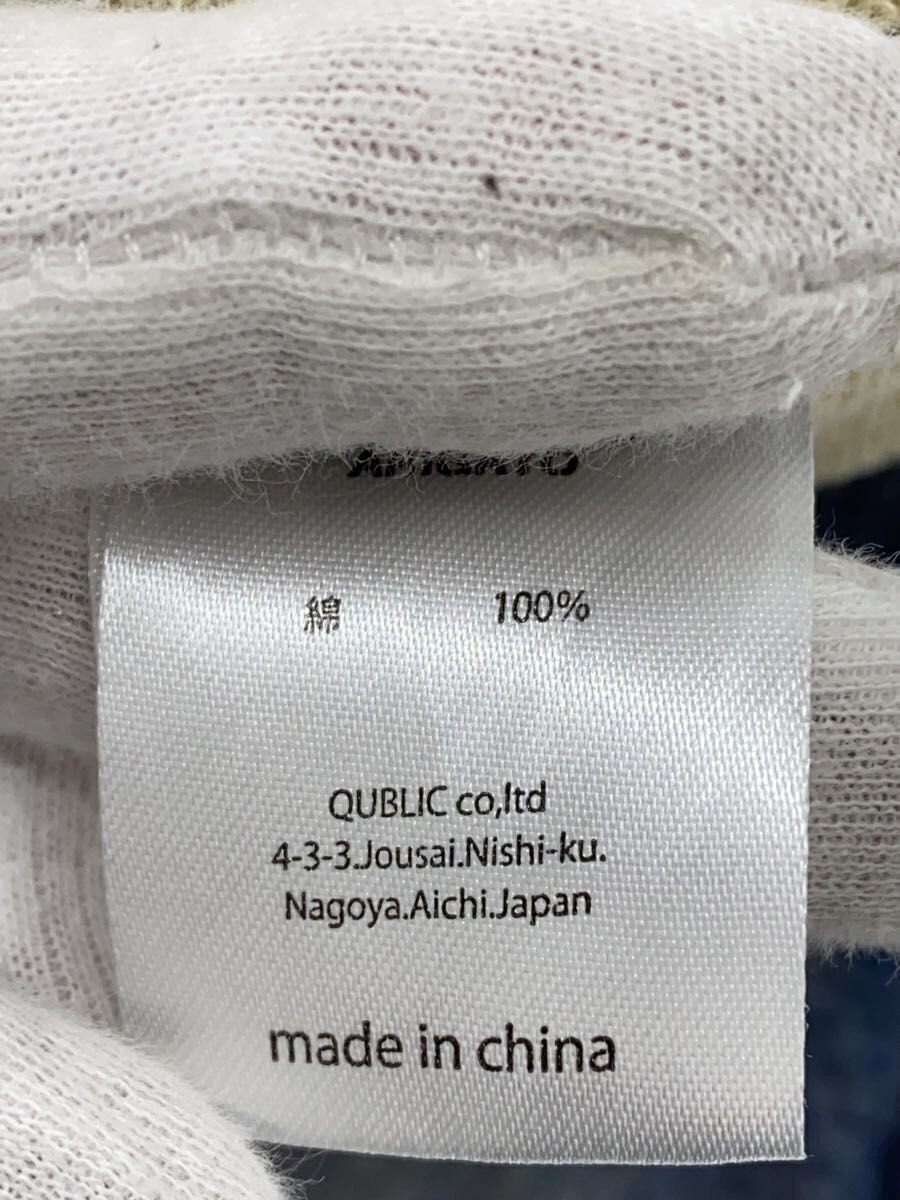 綿 100%
QUBLIC co,ltd
4-3-3.Jousai.Nishi-ku.
Nagoya.Aichi.Japan
made in china